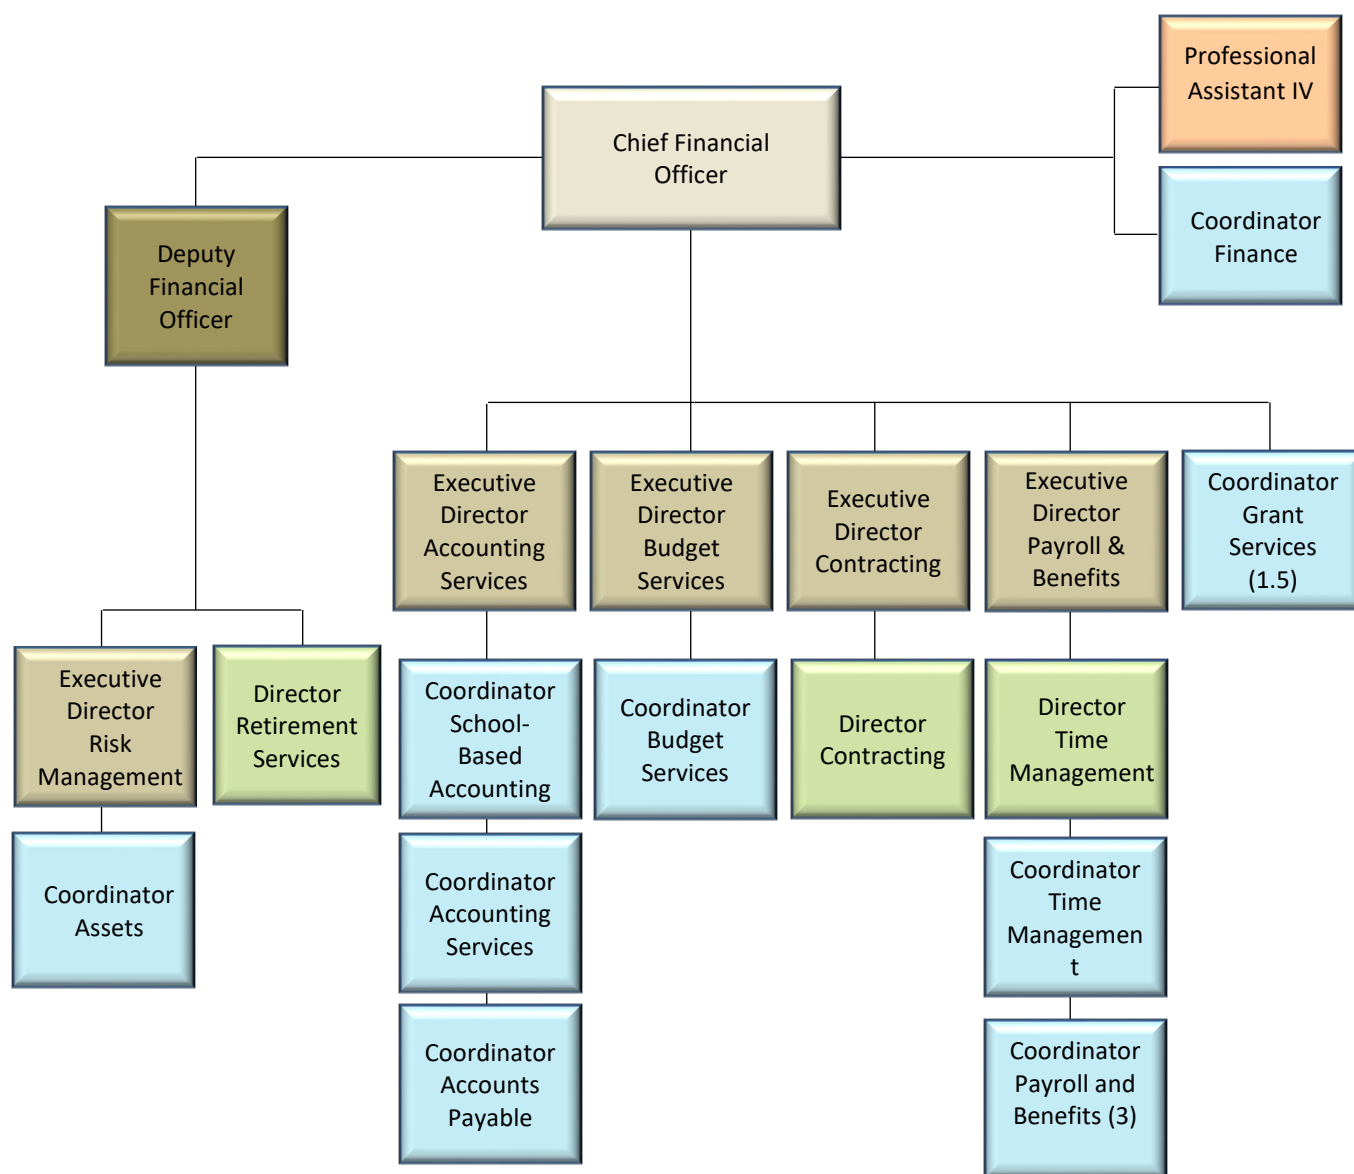 Professional
Assistant IV
Chief Financial
Officer
Coordinator
Finance
Deputy
Financial
Officer
Executive
Director
Accounting
Services
Executive
Director
Budget
Services
Executive
Director
Contracting
Executive
Director
Payroll &
Benefits
Coordinator
Grant
Services
(1.5)
Executive
Director
Risk
Management
Director
Retirement
Services
Coordinator
School-
Based
Accounting
Coordinator
Budget
Services
Director
Contracting
Director
Time
Management
Coordinator
Assets
Coordinator
Accounting
Services
Coordinator
Time
Managemen
t
Coordinator
Accounts
Payable
Coordinator
Payroll and
Benefits (3)